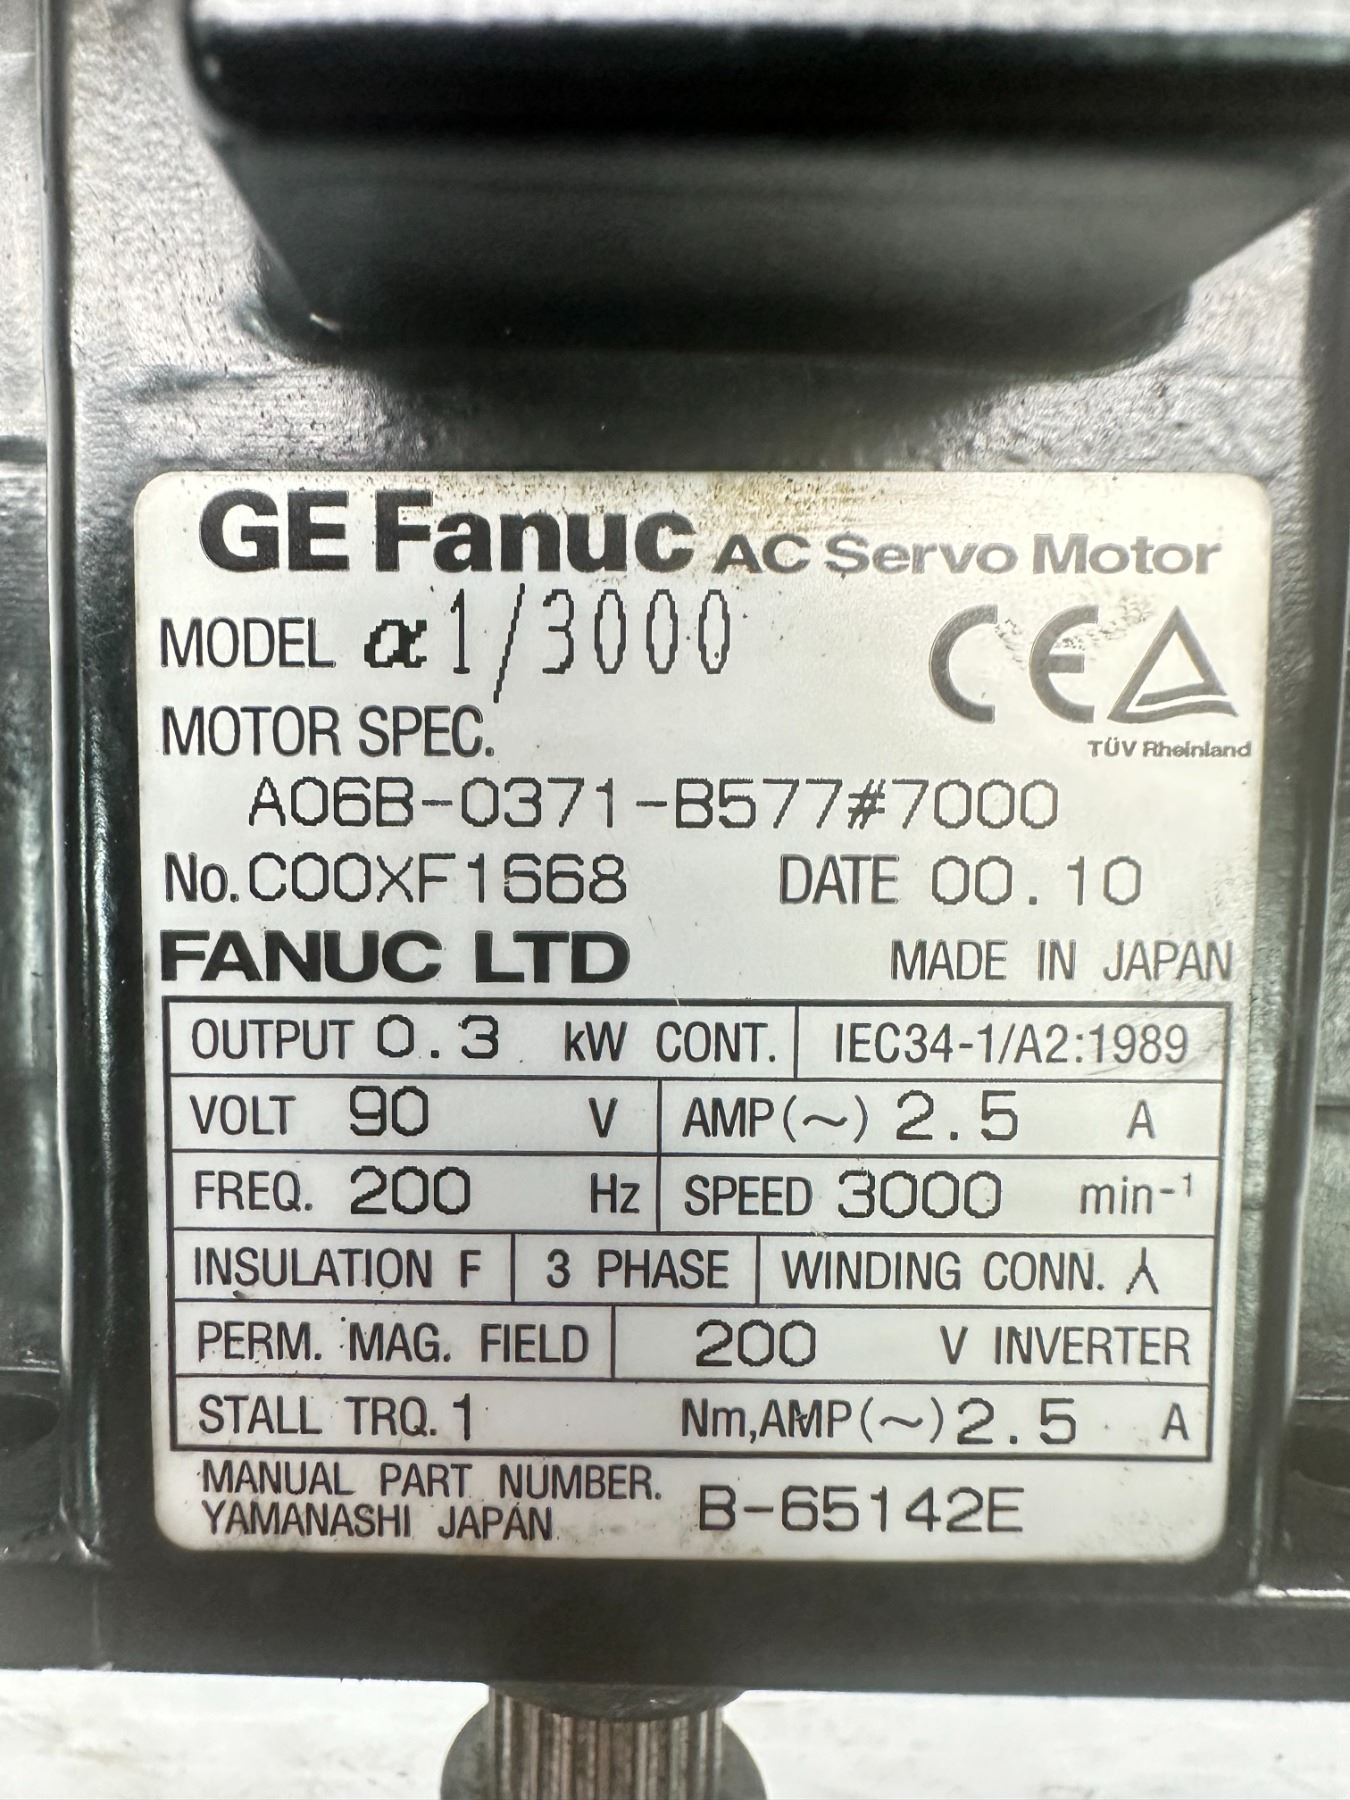 GE Fanuc AC Servo Motor
MODEL α1/3000
CE
TÜV Rheinland
MOTOR SPEC.
A06B-0371-B577#7000
No. C00XF1668 DATE 00.10
FANUC LTD MADE IN JAPAN
OUTPUT 0.3 kW CONT. IEC34-1/A2:1989
VOLT 90 V AMP(~) 2.5 A
FREQ. 200 Hz SPEED 3000 min-¹
INSULATION F 3 PHASE WINDING CONN. ⅄
PERM. MAG. FIELD 200 V INVERTER
STALL TRQ. 1 Nm,AMP(~) 2.5 A
MANUAL PART NUMBER. B-65142E
YAMANASHI JAPAN